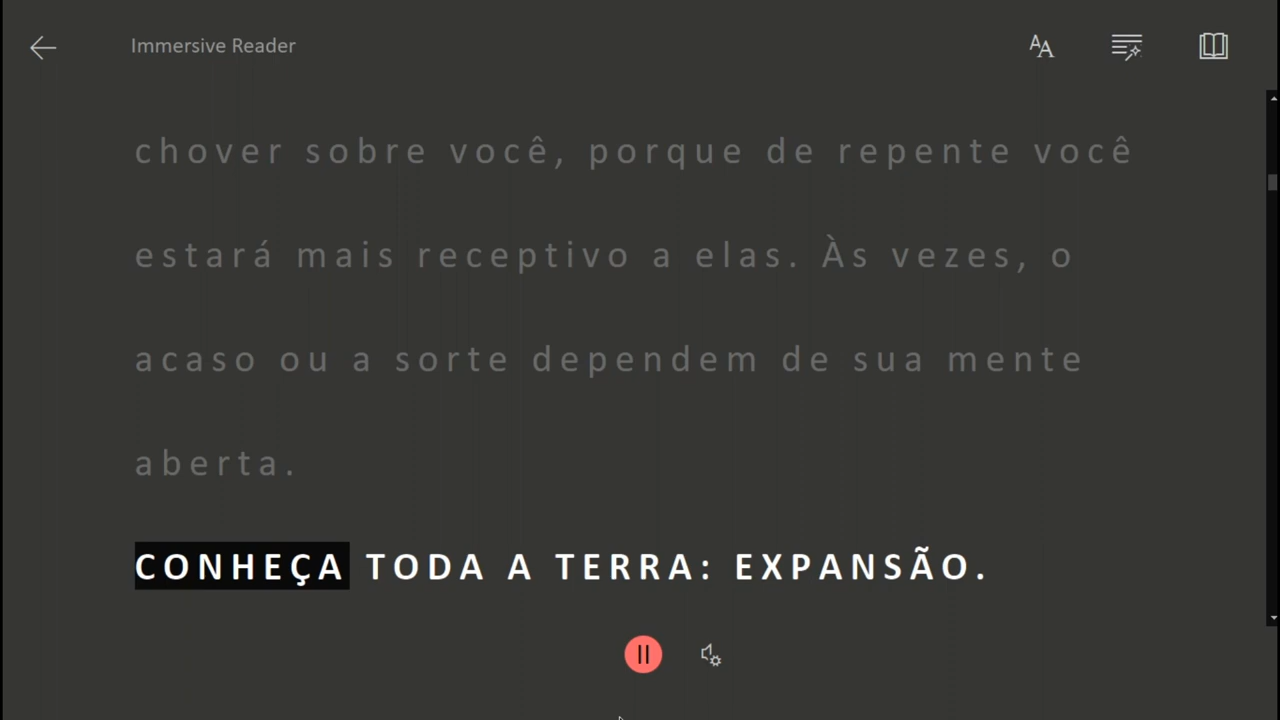 Immersive Reader
chover sobre você, porque de repente você
estará mais receptivo a elas. Às vezes, o
acaso ou a sorte dependem de sua mente
aberta.
CONHEÇA TODA A TERRA: EXPANSÃO.